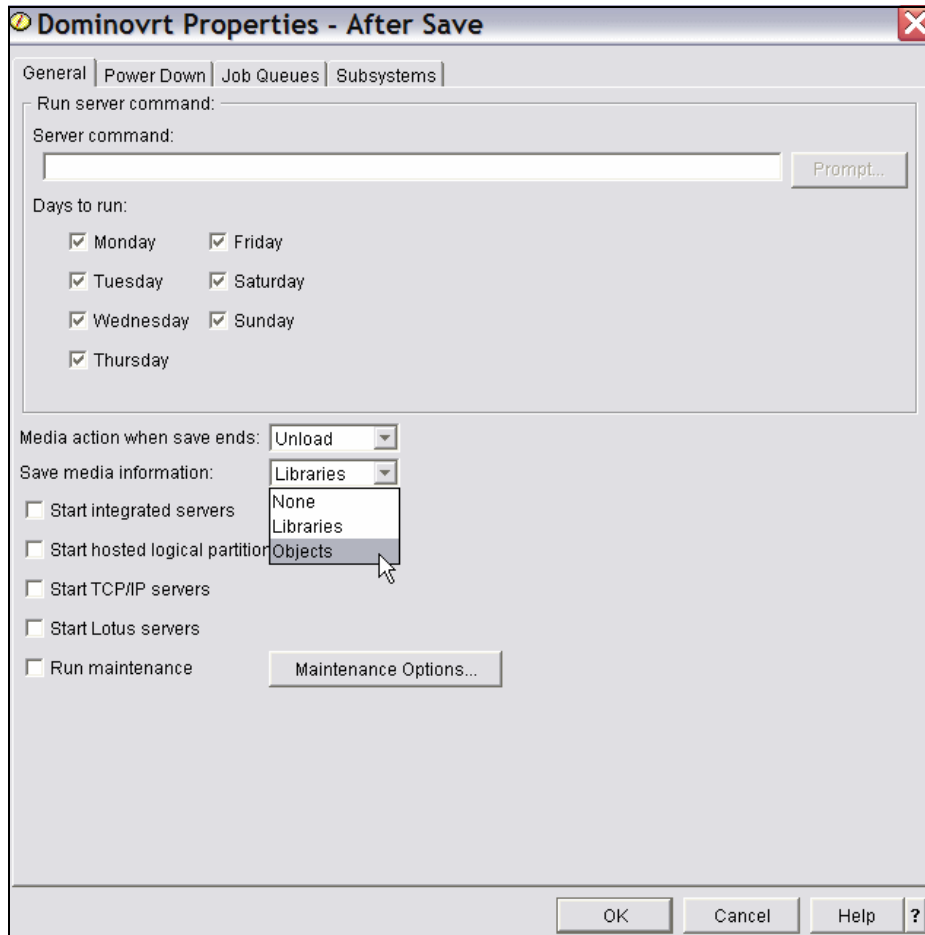 Dominovrt Properties - After Save
General Power Down Job Queues Subsystems
Run server command:
Server command:
Prompt...
Days to run:
Monday Friday
Tuesday Saturday
Wednesday Sunday
Thursday
Media action when save ends: Unload
Save media information: Libraries
None
Start integrated servers
Libraries
Start hosted logical partition Objects
Start TCP/IP servers
Start Lotus servers
Run maintenance Maintenance Options...
OK Cancel Help ?